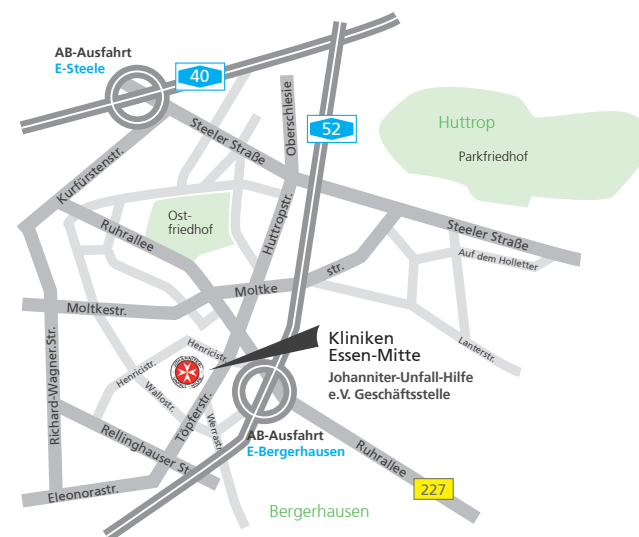 AB-Ausfahrt
E-Steele
40
52
Oberschlesie
Huttrop
Parkfriedhof
Steeler Straße
Kurfürstenstr.
Ost-
friedhof
Huttropstr.
Ruhrallee
Steeler Straße
Auf dem Holletter
Moltke
str.
Moltkestr.
Lanterstr.
Richard-Wagner.Str.
Henricistr.
Henricistr.
Wallostr.
Kliniken
Essen-Mitte
Johanniter-Unfall-Hilfe
e.V. Geschäftsstelle
Töpferstr.
Werrastr.
Rellinghauser St
AB-Ausfahrt
E-Bergerhausen
Ruhrallee
227
Eleonorastr.
Bergerhausen